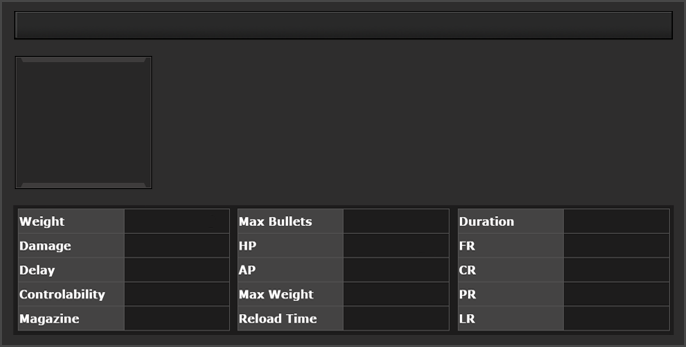 Weight Max Bullets Duration
Damage HP FR
Delay AP CR
Controlability Max Weight PR
Magazine Reload Time LR